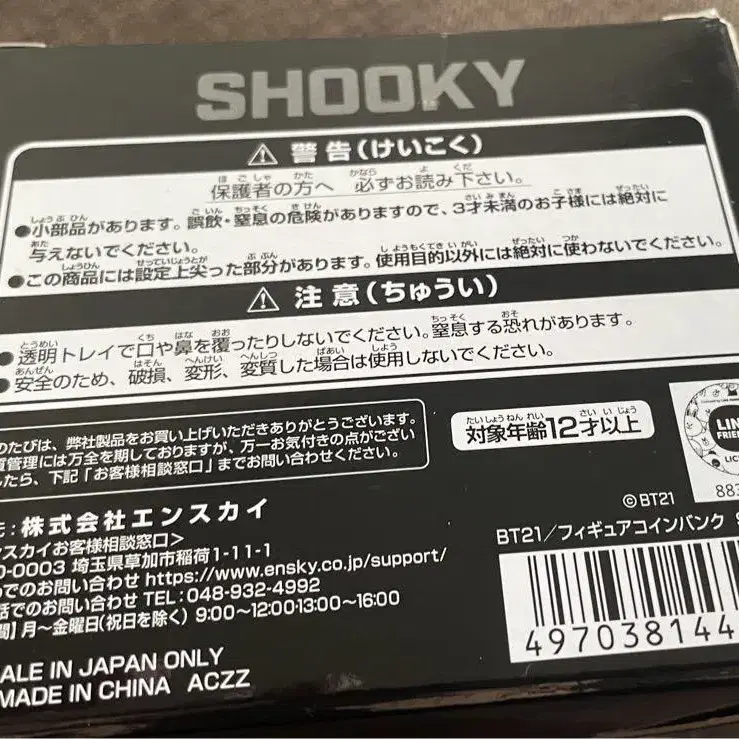 SHOOKY
警告(けいこく)
保護者の方へ 必ずお読み下さい。
●小部品があります。誤飲・窒息の危険がありますので、3才未満のお子様には絶対に
与えないでください。
●この商品には設定上尖った部分があります。使用目的以外には絶対に使わないでください。
注意(ちゅうい)
●透明トレイで口や鼻を覆ったりしないでください。窒息する恐れがあります。
●安全のため、破損、変形、変質した場合は使用しないでください。
のたびは、弊社製品をお買い上げいただきありがとうございます。
管理には万全を期しておりますが、万一お気付きの点がござい
したら、下記「お客様相談窓口」までお問い合わせください。
対象年齢12才以上
LINE
FRIEN
LIC
883
©BT21
:株式会社エンスカイ
ンスカイお客様相談窓口>
0-0003 埼玉県草加市稲荷1-11-1
でのお問い合わせ https://www.ensky.co.jp/support/
話でのお問い合わせ TEL:048-932-4992
間] 月〜金曜日(祝日を除く) 9:00〜12:00・13:00〜16:00
BT21/フィギュアコインバンク
497038144
ALE IN JAPAN ONLY
MADE IN CHINA ACZZ